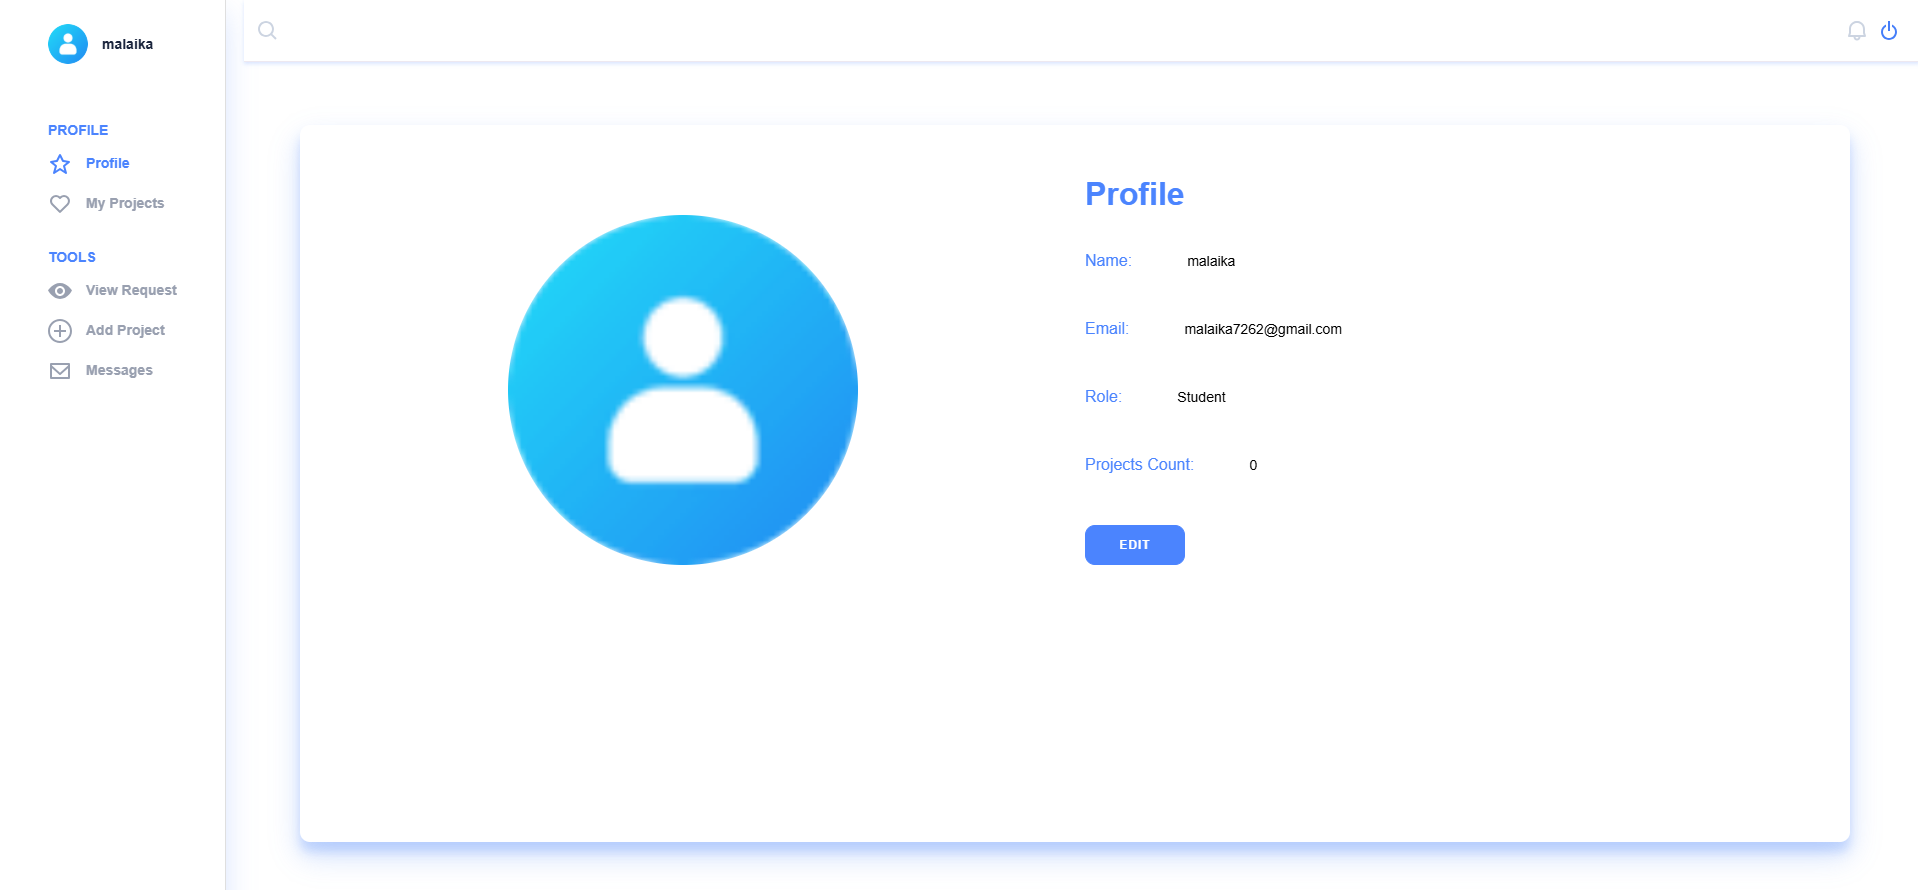 malaika
PROFILE
Profile
My Projects
TOOLS
View Request
Add Project
Messages
Profile
Name: malaika
Email: malaika7262@gmail.com
Role: Student
Projects Count: 0
EDIT